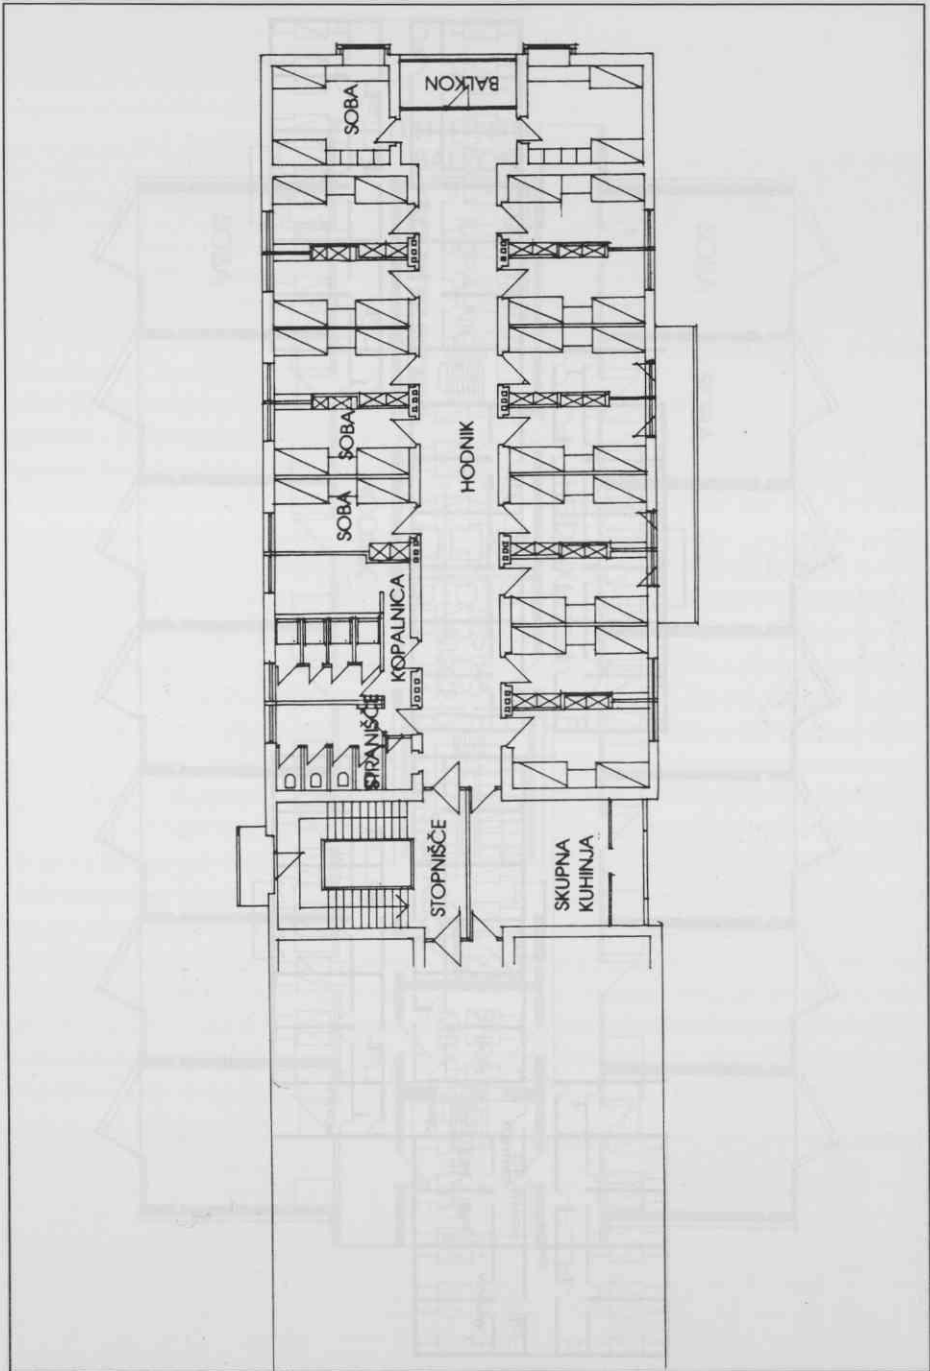 BALKON
SOBA
HODNIK
SOBA
SOBA
KOPALNICA
STRANIŠČE
STOPNIŠČE
SKUPNA
KUHINJA